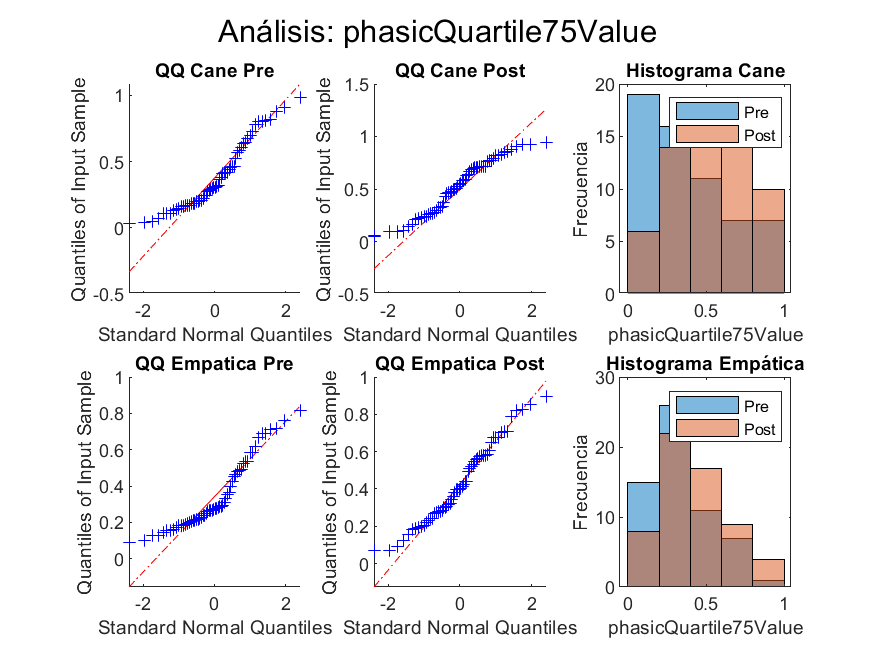 Análisis: phasicQuartile75Value
QQ Cane Pre
Quantiles of Input Sample
1
0.5
0
-0.5
-2
0
2
Standard Normal Quantiles
QQ Cane Post
Quantiles of Input Sample
1.5
1
0.5
0
-0.5
-2
0
2
Standard Normal Quantiles
Histograma Cane
Frecuencia
20
15
10
5
0
Pre
Post
0
0.5
1
phasicQuartile75Value
QQ Empatica Pre
Quantiles of Input Sample
1
0.8
0.6
0.4
0.2
0
-2
0
2
Standard Normal Quantiles
QQ Empatica Post
Quantiles of Input Sample
1
0.8
0.6
0.4
0.2
0
-2
0
2
Standard Normal Quantiles
Histograma Empática
Frecuencia
30
20
10
0
Pre
Post
0
0.5
1
phasicQuartile75Value